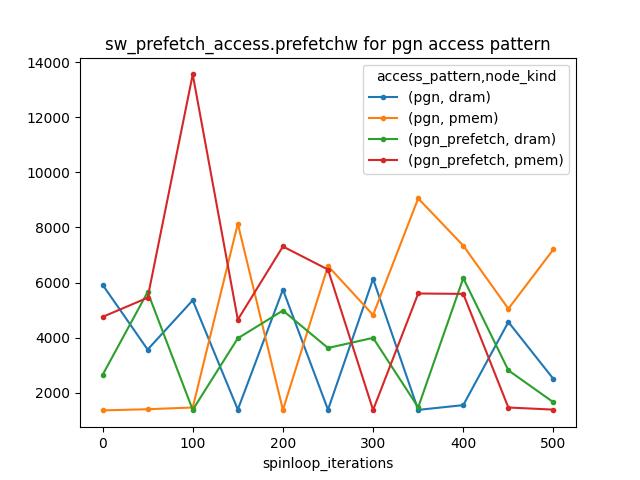 sw_prefetch_access.prefetchw for pgn access pattern
access_pattern,node_kind
(pgn, dram)
(pgn, pmem)
(pgn_prefetch, dram)
(pgn_prefetch, pmem)
14000
12000
10000
8000
6000
4000
2000
0 100 200 300 400 500
spinloop_iterations